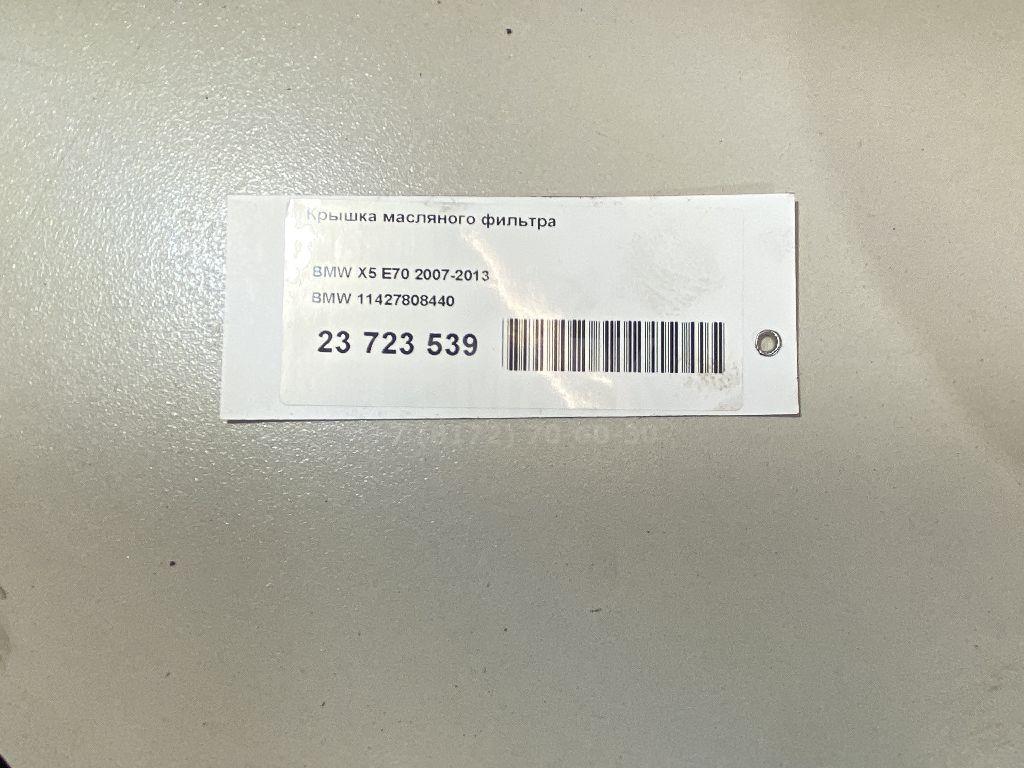 Крышка масляного фильтра
BMW X5 E70 2007-2013
BMW 11427808440
23 723 539